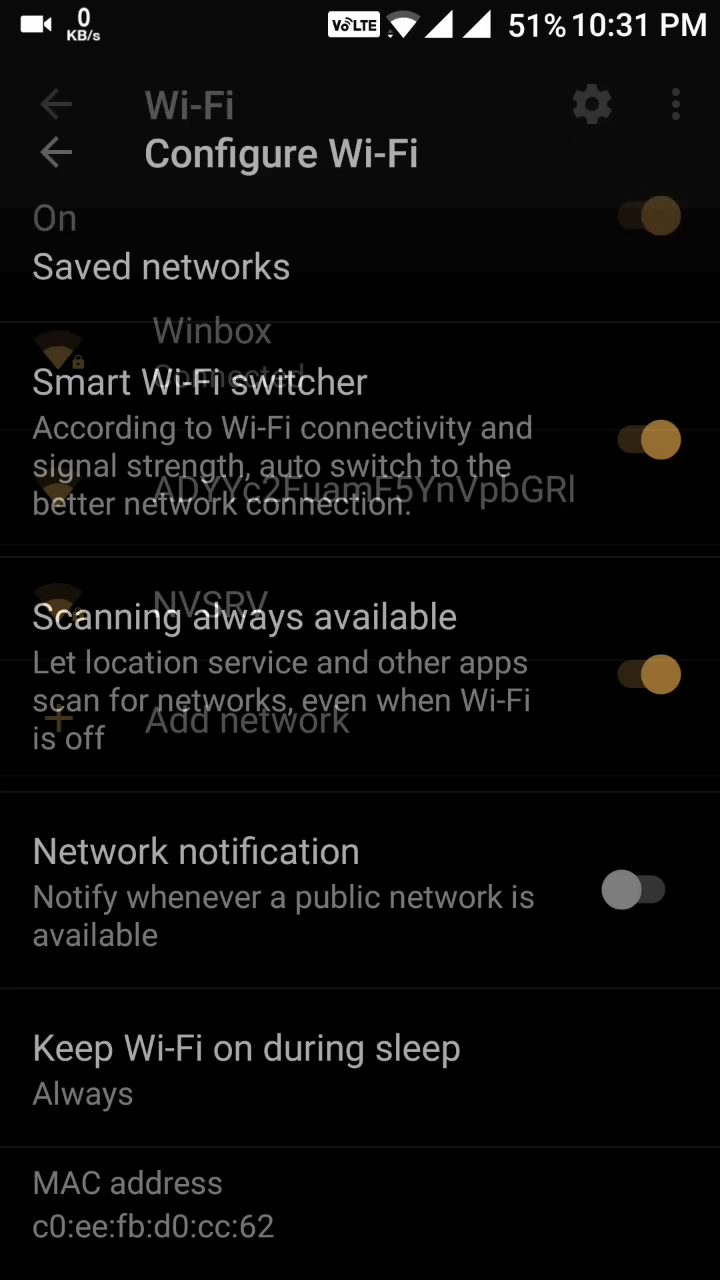 0
KB/s
VoLTE
51% 10:31 PM
Wi-Fi
Configure Wi-Fi
On
Saved networks
Winbox
Connected
Smart Wi-Fi switcher
According to Wi-Fi connectivity and
signal strength, auto switch to the
better network connection.
NVSRV
Scanning always available
Let location service and other apps
scan for networks, even when Wi-Fi
is off
Add network
Network notification
Notify whenever a public network is
available
Keep Wi-Fi on during sleep
Always
MAC address
c0:ee:fb:d0:cc:62